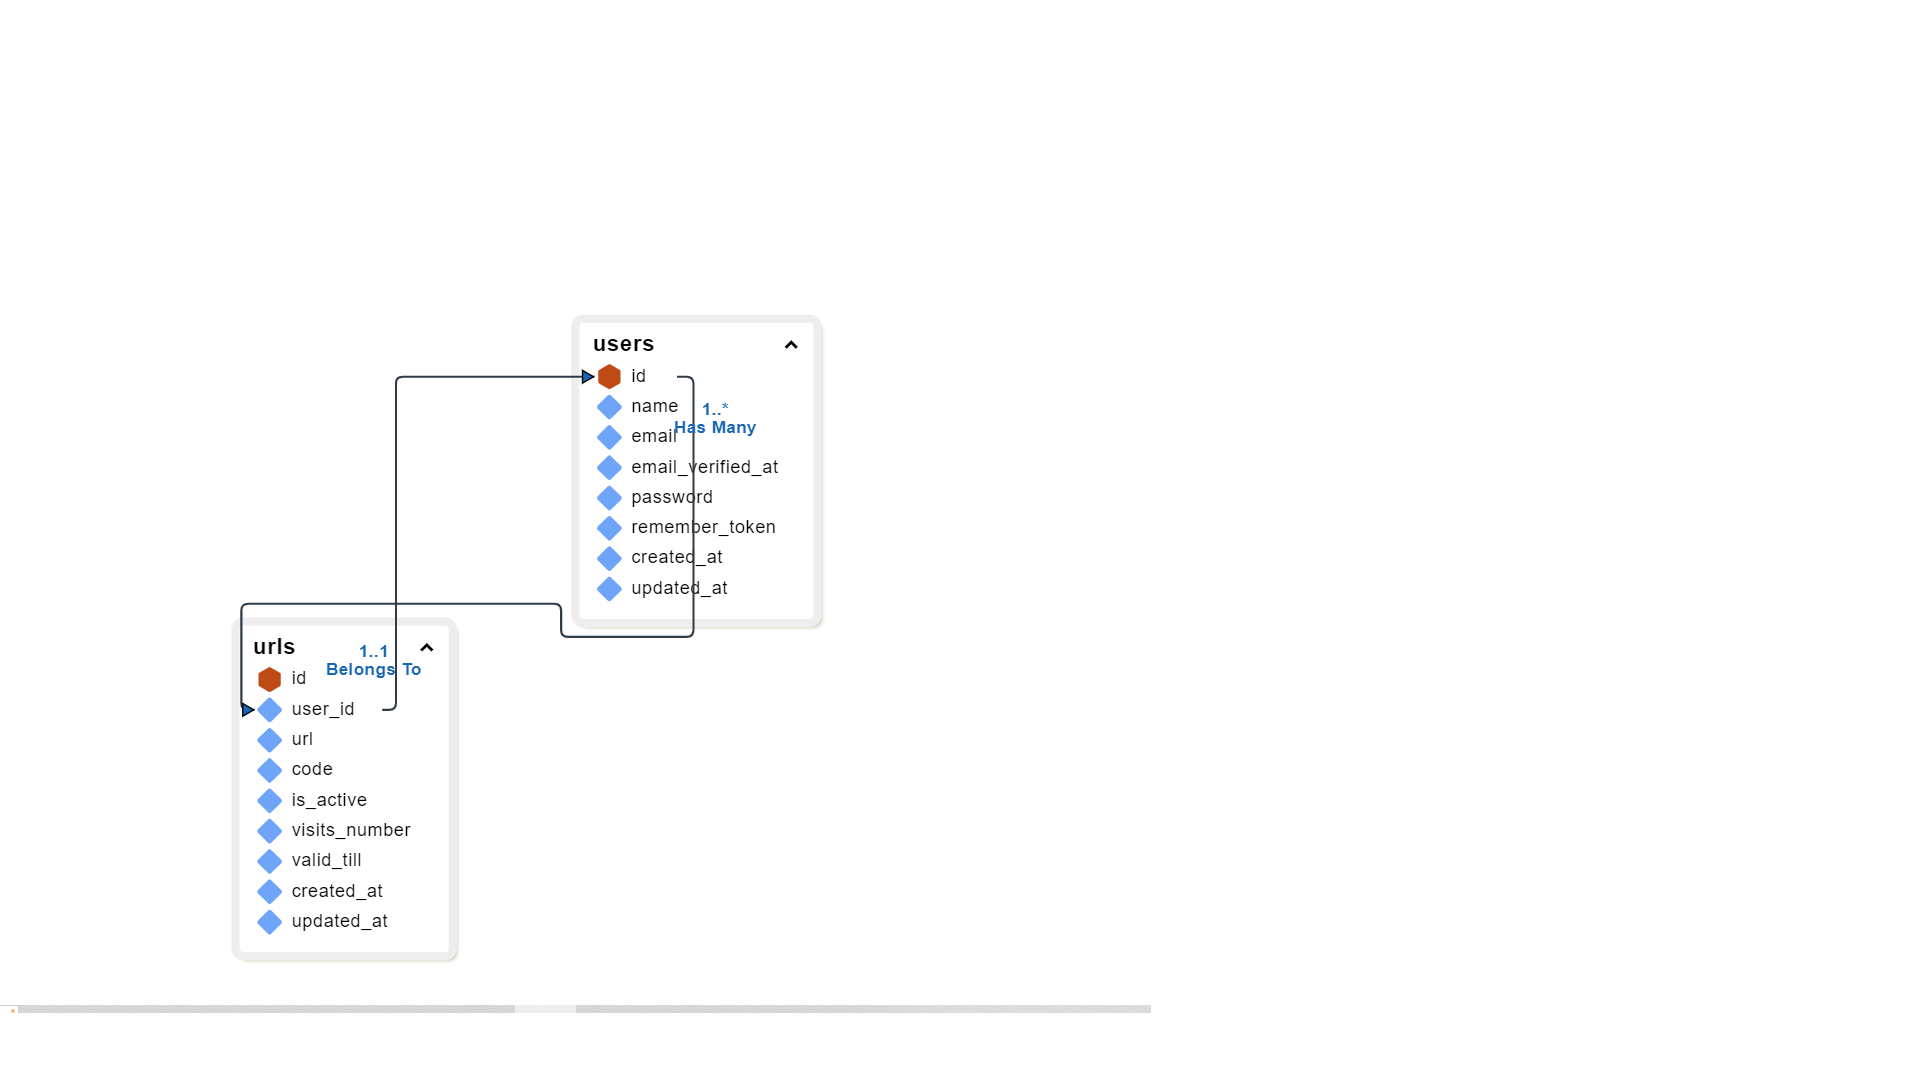 users
id
name
1..*
Has Many
email
email_verified_at
password
remember_token
created_at
updated_at
urls
1..1
Belongs To
id
user_id
url
code
is_active
visits_number
valid_till
created_at
updated_at